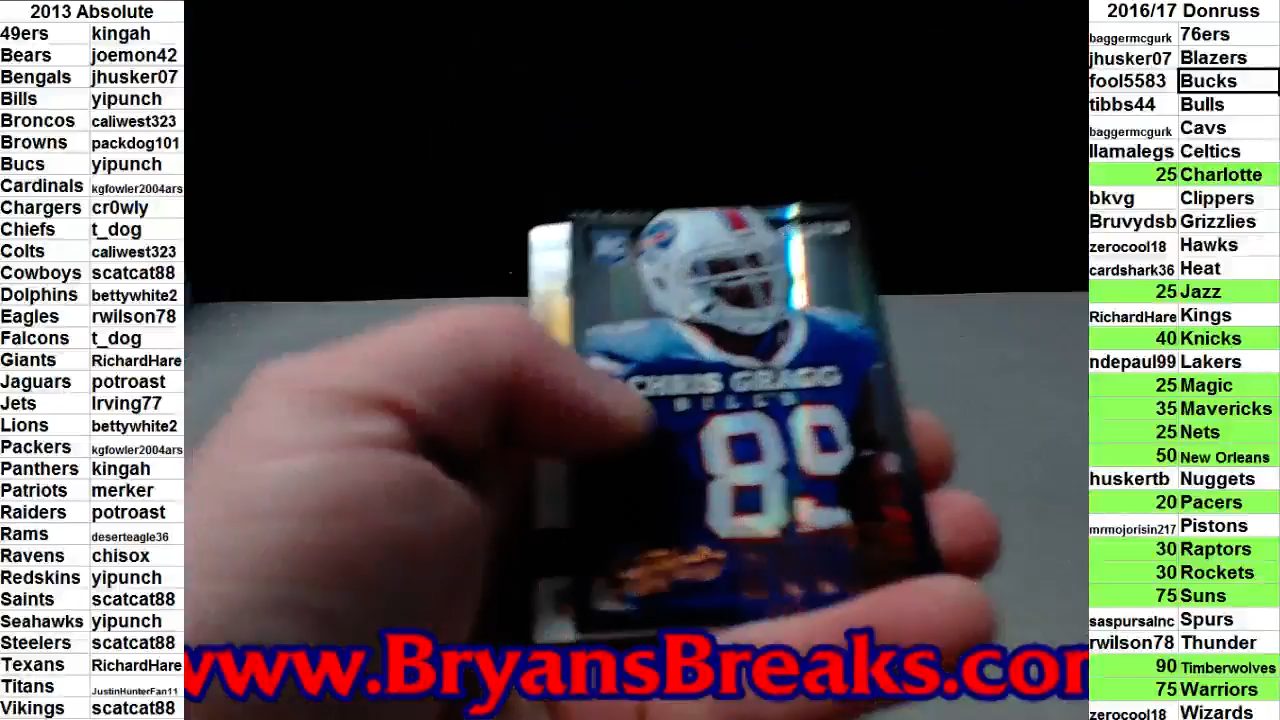 2013 Absolute
49ers kingah
Bears joemon42
Bengals jhusker07
Bills yipunch
Broncos caliwest323
Browns packdog101
Bucs yipunch
Cardinals kgfowler2004ars
Chargers cr0wly
Chiefs t_dog
Colts caliwest323
Cowboys scatcat88
Dolphins bettywhite2
Eagles rwilson78
Falcons t_dog
Giants RichardHare
Jaguars potroast
Jets Irving77
Lions bettywhite2
Packers kgfowler2004ars
Panthers kingah
Patriots merker
Raiders potroast
Rams deserteagle36
Ravens chisox
Redskins yipunch
Saints scatcat88
Seahawks yipunch
Steelers scatcat88
Texans RichardHare
Titans JustinHunterFan11
Vikings scatcat88
CHRIS GRAGG
BILLS
89
www.BryansBreaks.com
2016/17 Donruss
baggermcgurk 76ers
jhusker07 Blazers
fool5583 Bucks
tibbs44 Bulls
baggermcgurk Cavs
llamalegs Celtics
25 Charlotte
bkvg Clippers
Bruvydsb Grizzlies
zerocool18 Hawks
cardshark36 Heat
25 Jazz
RichardHare Kings
40 Knicks
ndepaul99 Lakers
25 Magic
35 Mavericks
25 Nets
50 New Orleans
huskertb Nuggets
20 Pacers
mrmojorisin217 Pistons
30 Raptors
30 Rockets
75 Suns
saspursalnc Spurs
rwilson78 Thunder
90 Timberwolves
75 Warriors
zerocool18 Wizards